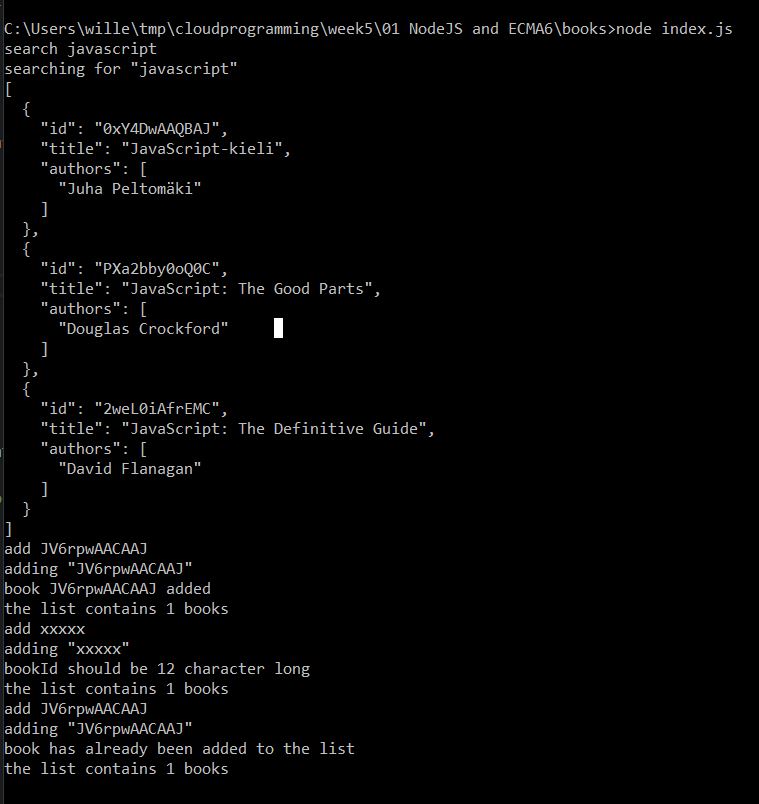 C:\Users\wille\tmp\cloudprogramming\week5\01 NodeJS and ECMA6\books>node index.js
search javascript
searching for "javascript"
[
  {
    "id": "0xY4DwAAQBAJ",
    "title": "JavaScript-kieli",
    "authors": [
      "Juha Peltomäki"
    ]
  },
  {
    "id": "PXa2bby0oQ0C",
    "title": "JavaScript: The Good Parts",
    "authors": [
      "Douglas Crockford"
    ]
  },
  {
    "id": "2weL0iAfrEMC",
    "title": "JavaScript: The Definitive Guide",
    "authors": [
      "David Flanagan"
    ]
  }
]
add JV6rpwAACAAJ
adding "JV6rpwAACAAJ"
book JV6rpwAACAAJ added
the list contains 1 books
add xxxxx
adding "xxxxx"
bookId should be 12 character long
the list contains 1 books
add JV6rpwAACAAJ
adding "JV6rpwAACAAJ"
book has already been added to the list
the list contains 1 books